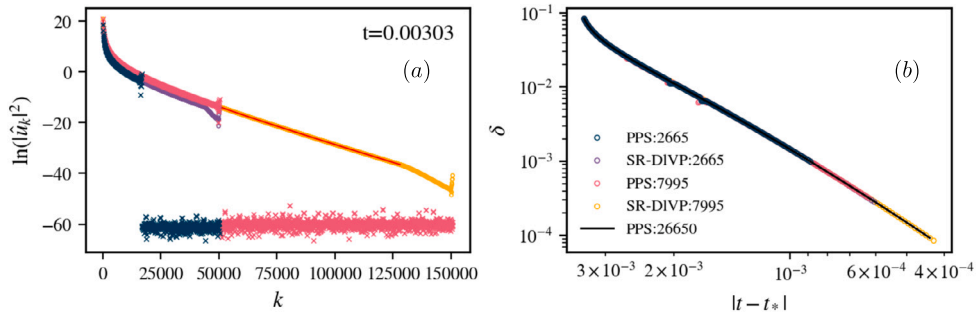 t=0.00303
(a)
20
0
−20
−40
−60
ln(|û_k|²)
0 25000 50000 75000 100000 125000 150000
k
(b)
10⁻¹
10⁻²
10⁻³
10⁻⁴
δ
PPS:2665
SR-DIVP:2665
PPS:7995
SR-DIVP:7995
PPS:26650
3 × 10⁻³ 2 × 10⁻³ 10⁻³ 6 × 10⁻⁴ 4 × 10⁻⁴
|t − t_*|